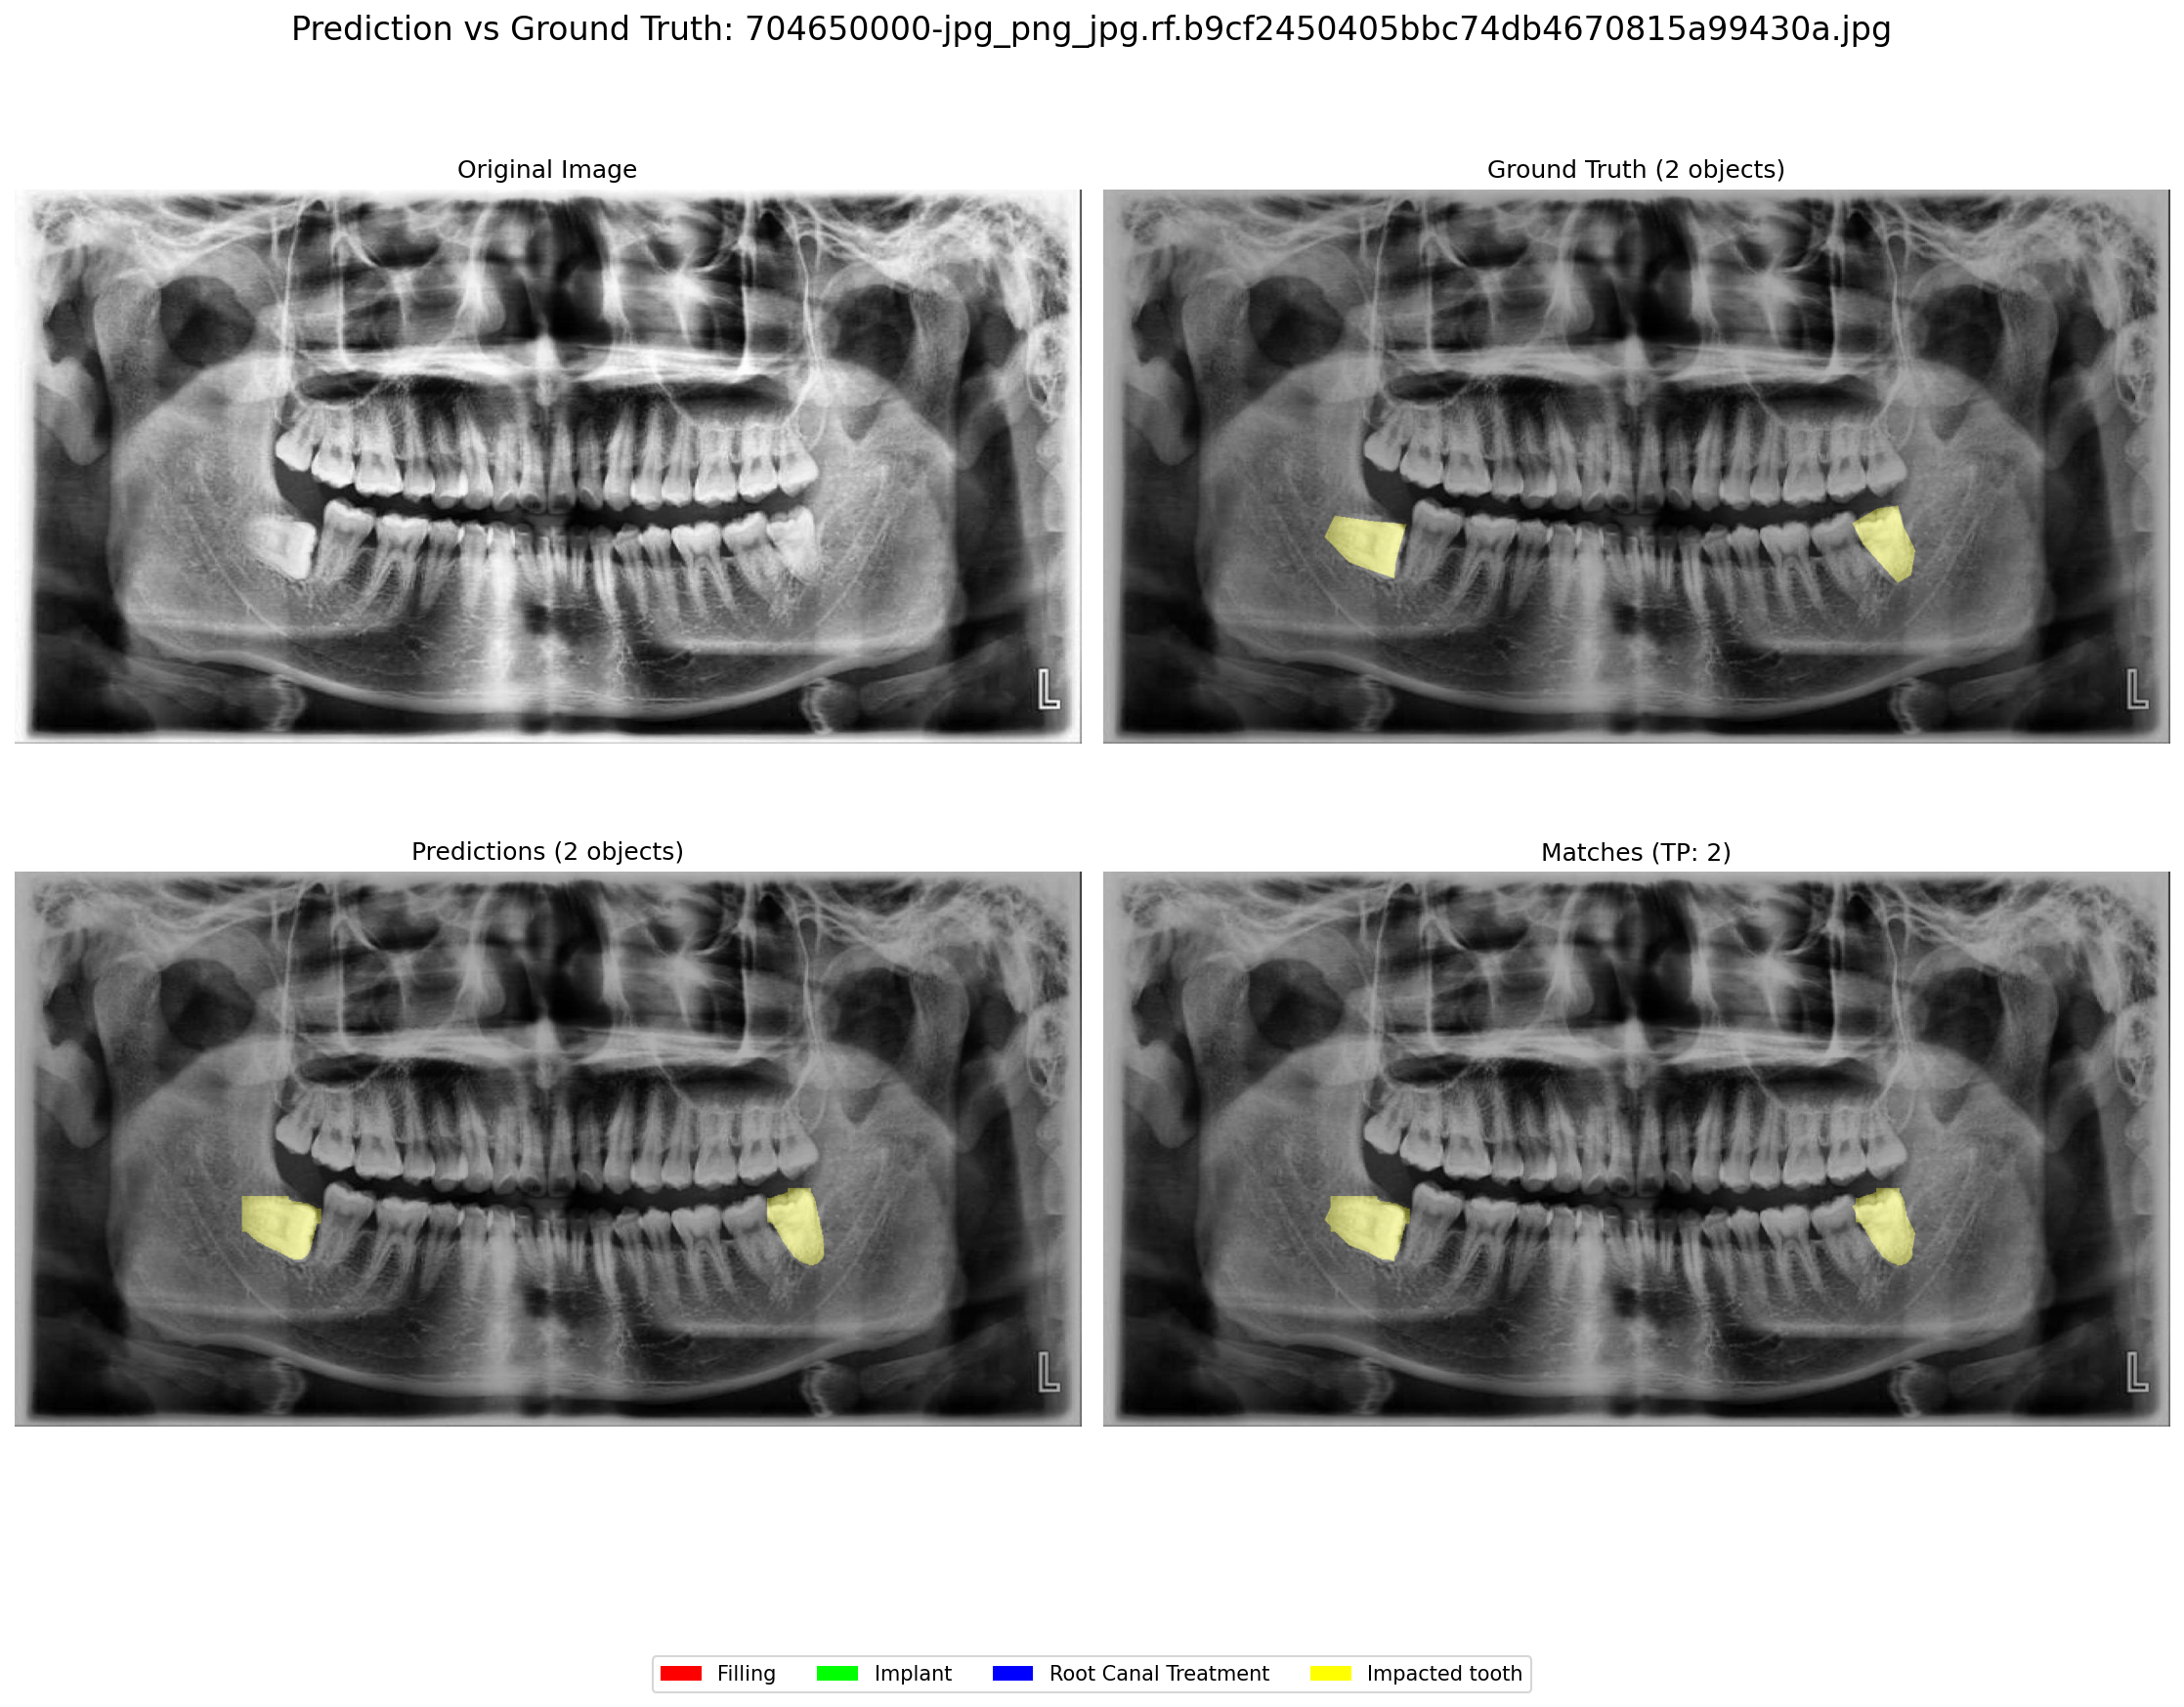 Prediction vs Ground Truth: 704650000-jpg_png_jpg.rf.b9cf2450405bbc74db4670815a99430a.jpg
Original Image
Ground Truth (2 objects)
L
L
Predictions (2 objects)
Matches (TP: 2)
L
L
Filling
Implant
Root Canal Treatment
Impacted tooth